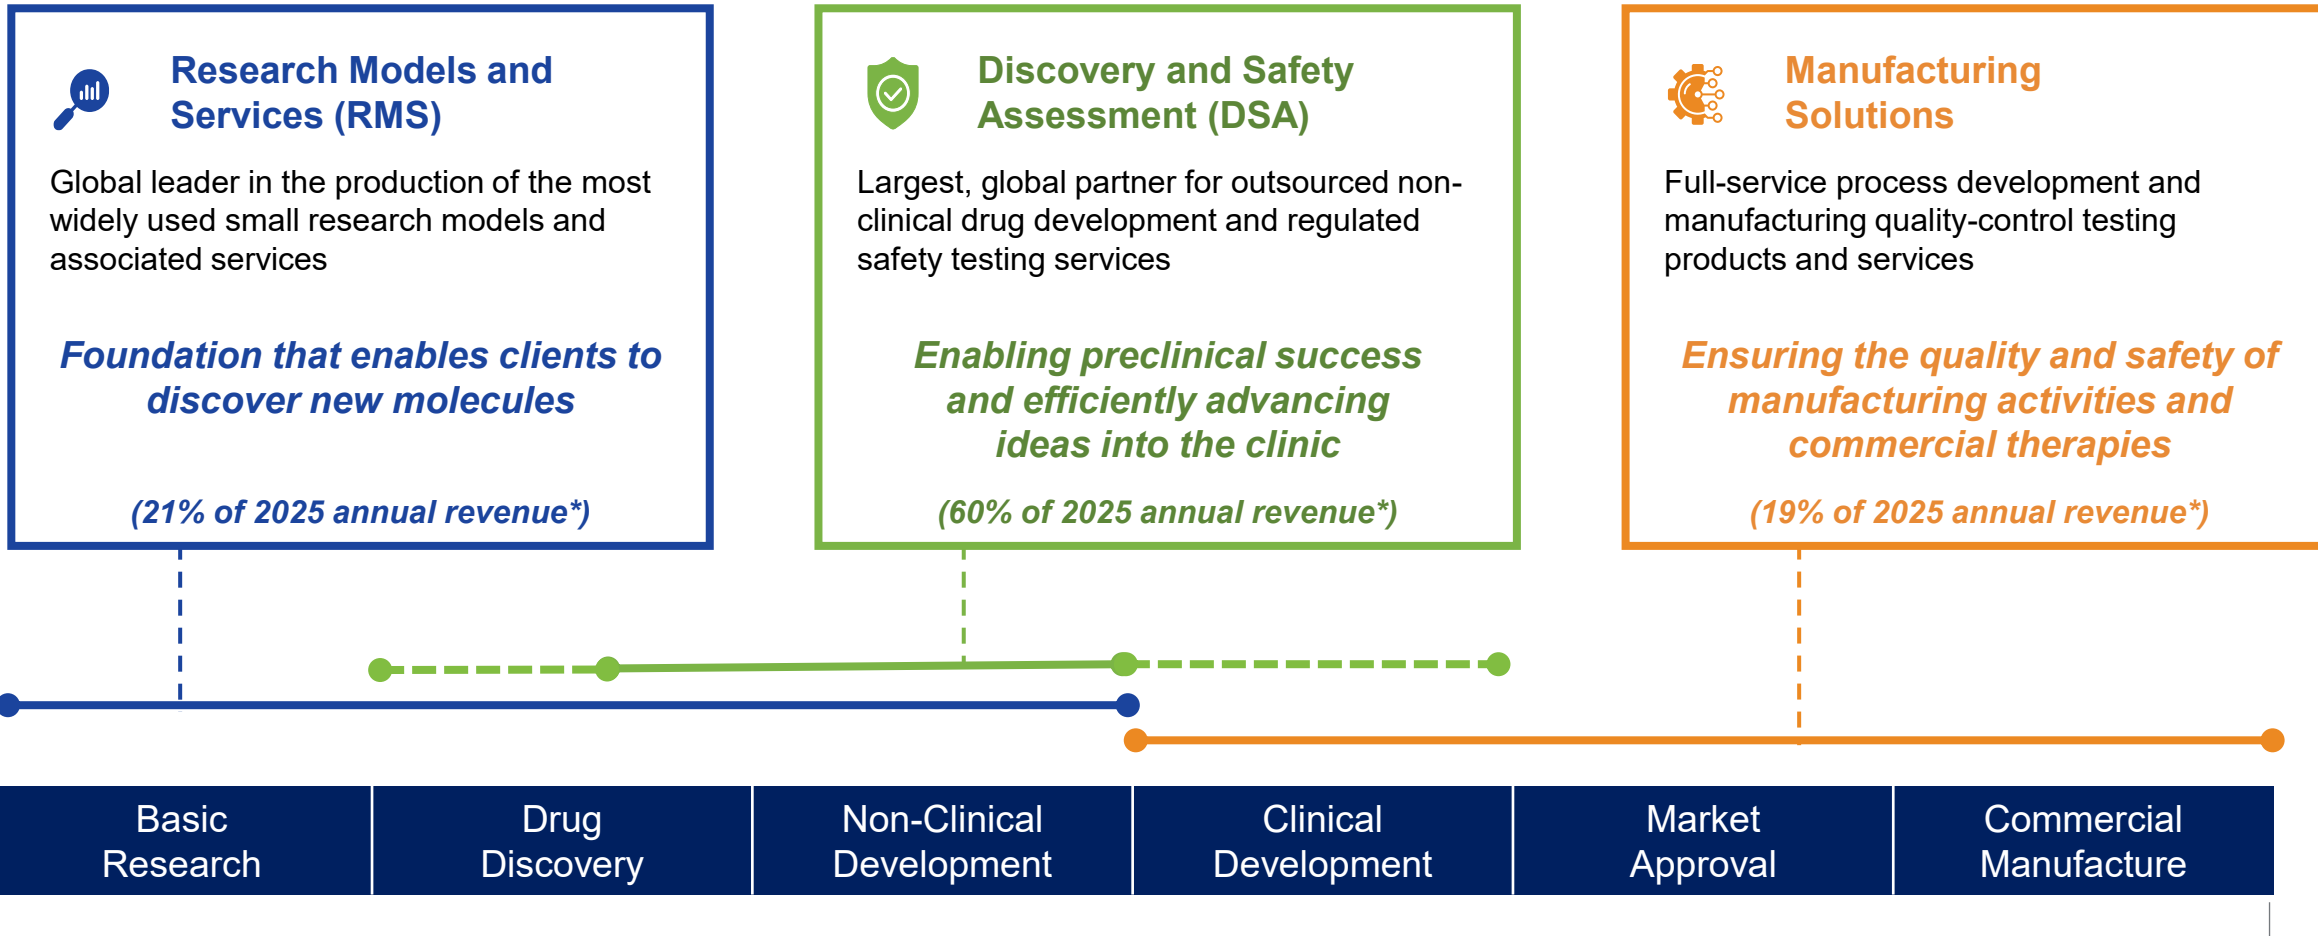 Research Models and
Services (RMS)
Global leader in the production of the most
widely used small research models and
associated services
Foundation that enables clients to
discover new molecules
(21% of 2025 annual revenue*)
Discovery and Safety
Assessment (DSA)
Largest, global partner for outsourced non-
clinical drug development and regulated
safety testing services
Enabling preclinical success
and efficiently advancing
ideas into the clinic
(60% of 2025 annual revenue*)
Manufacturing
Solutions
Full-service process development and
manufacturing quality-control testing
products and services
Ensuring the quality and safety of
manufacturing activities and
commercial therapies
(19% of 2025 annual revenue*)
Basic
Research
Drug
Discovery
Non-Clinical
Development
Clinical
Development
Market
Approval
Commercial
Manufacture